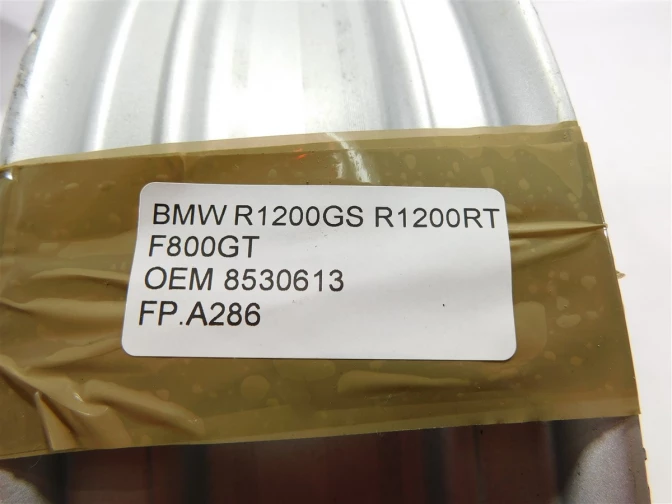 BMW R1200GS R1200RT
F800GT
OEM 8530613
FP.A286